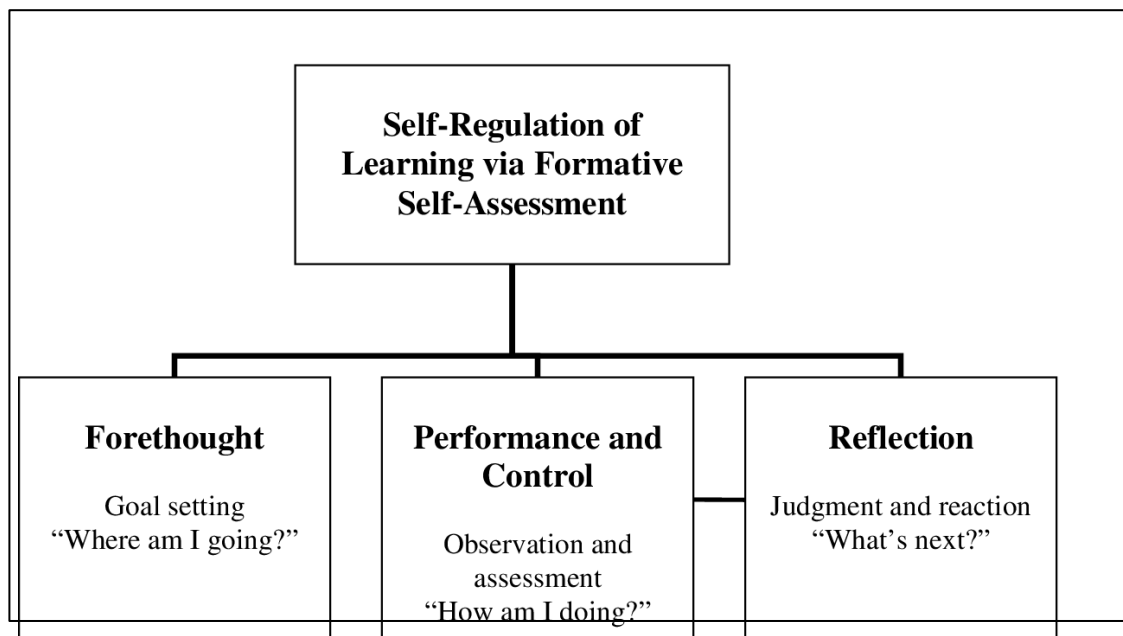 Self-Regulation of
Learning via Formative
Self-Assessment
Forethought
Goal setting
“Where am I going?”
Performance and
Control
Observation and
assessment
“How am I doing?”
Reflection
Judgment and reaction
“What’s next?”